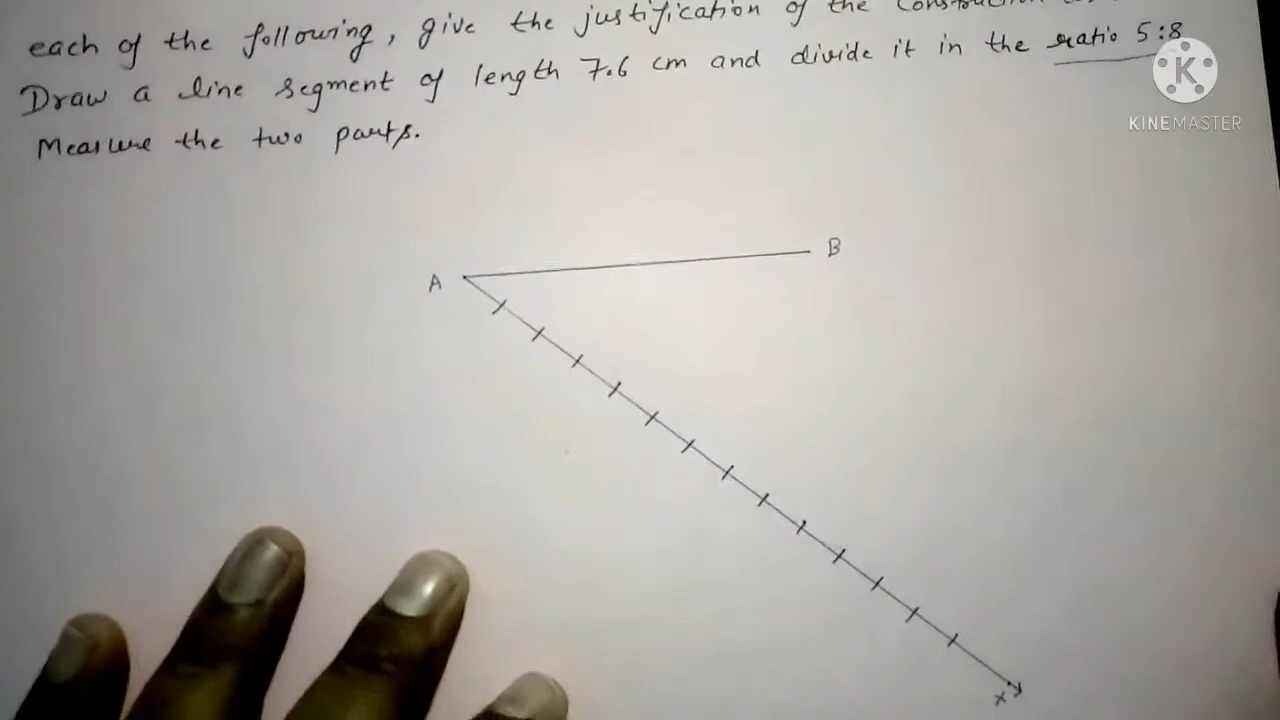 each of the following, give the justification of the construction
Draw a line segment of length 7.6 cm and divide it in the ratio 5:8
Measure the two parts.
K
KINEMASTER
A
B
X